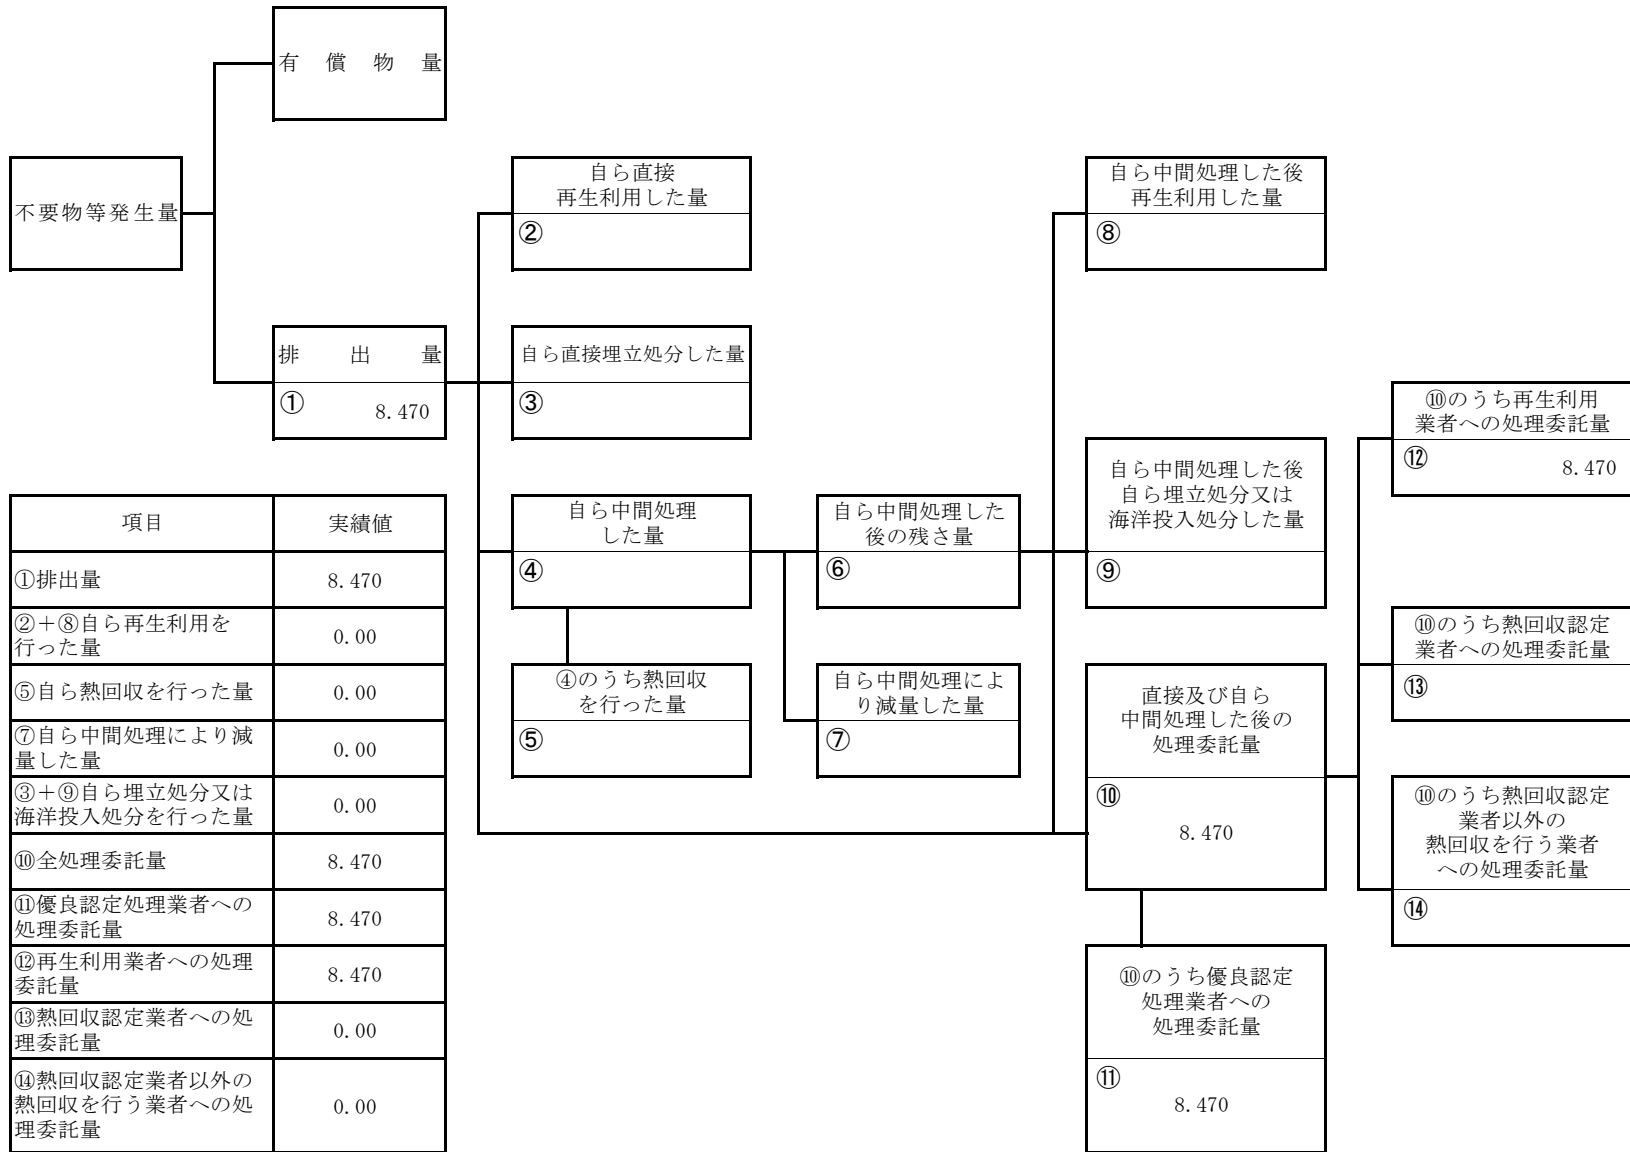 有償物量
不要物等発生量
排出量
①
8.470
自ら直接
再生利用した量
②
自ら直接埋立処分した量
③
自ら中間処理
した量
④
④のうち熱回収
を行った量
⑤
自ら中間処理した
後の残さ量
⑥
自ら中間処理によ
り減量した量
⑦
自ら中間処理した後
再生利用した量
⑧
自ら中間処理した後
自ら埋立処分又は
海洋投入処分した量
⑨
直接及び自ら
中間処理した後の
処理委託量
⑩
8.470
⑩のうち優良認定
処理業者への
処理委託量
⑪
8.470
⑩のうち再生利用
業者への処理委託量
⑫
8.470
⑩のうち熱回収認定
業者への処理委託量
⑬
⑩のうち熱回収認定
業者以外の
熱回収を行う業者
への処理委託量
⑭
項目 実績値
①排出量 8.470
②＋⑧自ら再生利用を
行った量 0.00
⑤自ら熱回収を行った量 0.00
⑦自ら中間処理により減
量した量 0.00
③＋⑨自ら埋立処分又は
海洋投入処分を行った量 0.00
⑩全処理委託量 8.470
⑪優良認定処理業者への
処理委託量 8.470
⑫再生利用業者への処理
委託量 8.470
⑬熱回収認定業者への処
理委託量 0.00
⑭熱回収認定業者以外の
熱回収を行う業者への処
理委託量 0.00